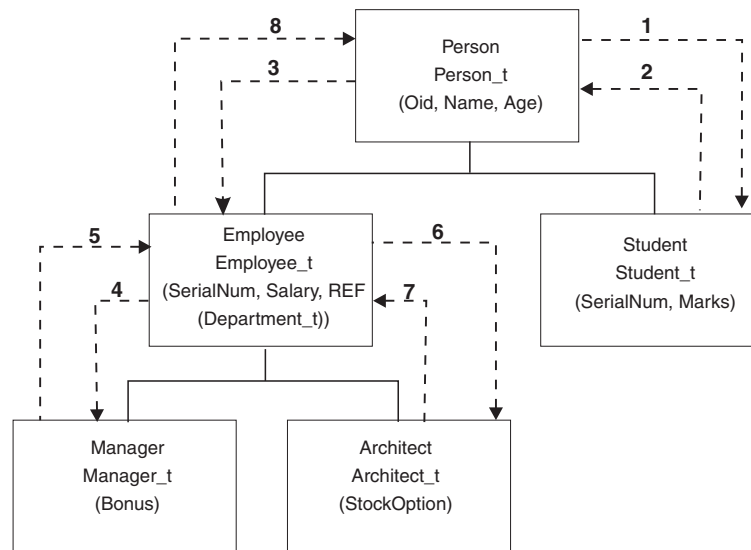 8
1
Person
Person_t
(Oid, Name, Age)
3
2
5
Employee
Employee_t
(SerialNum, Salary, REF
(Department_t))
6
Student
Student_t
(SerialNum, Marks)
4
7
Manager
Manager_t
(Bonus)
Architect
Architect_t
(StockOption)